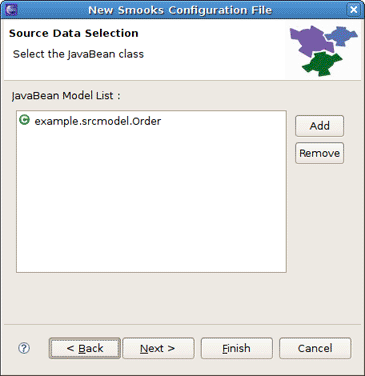 New Smooks Configuration File
Source Data Selection
Select the JavaBean class
JavaBean Model List :
example.srcmodel.Order
Add
Remove
< Back
Next >
Finish
Cancel